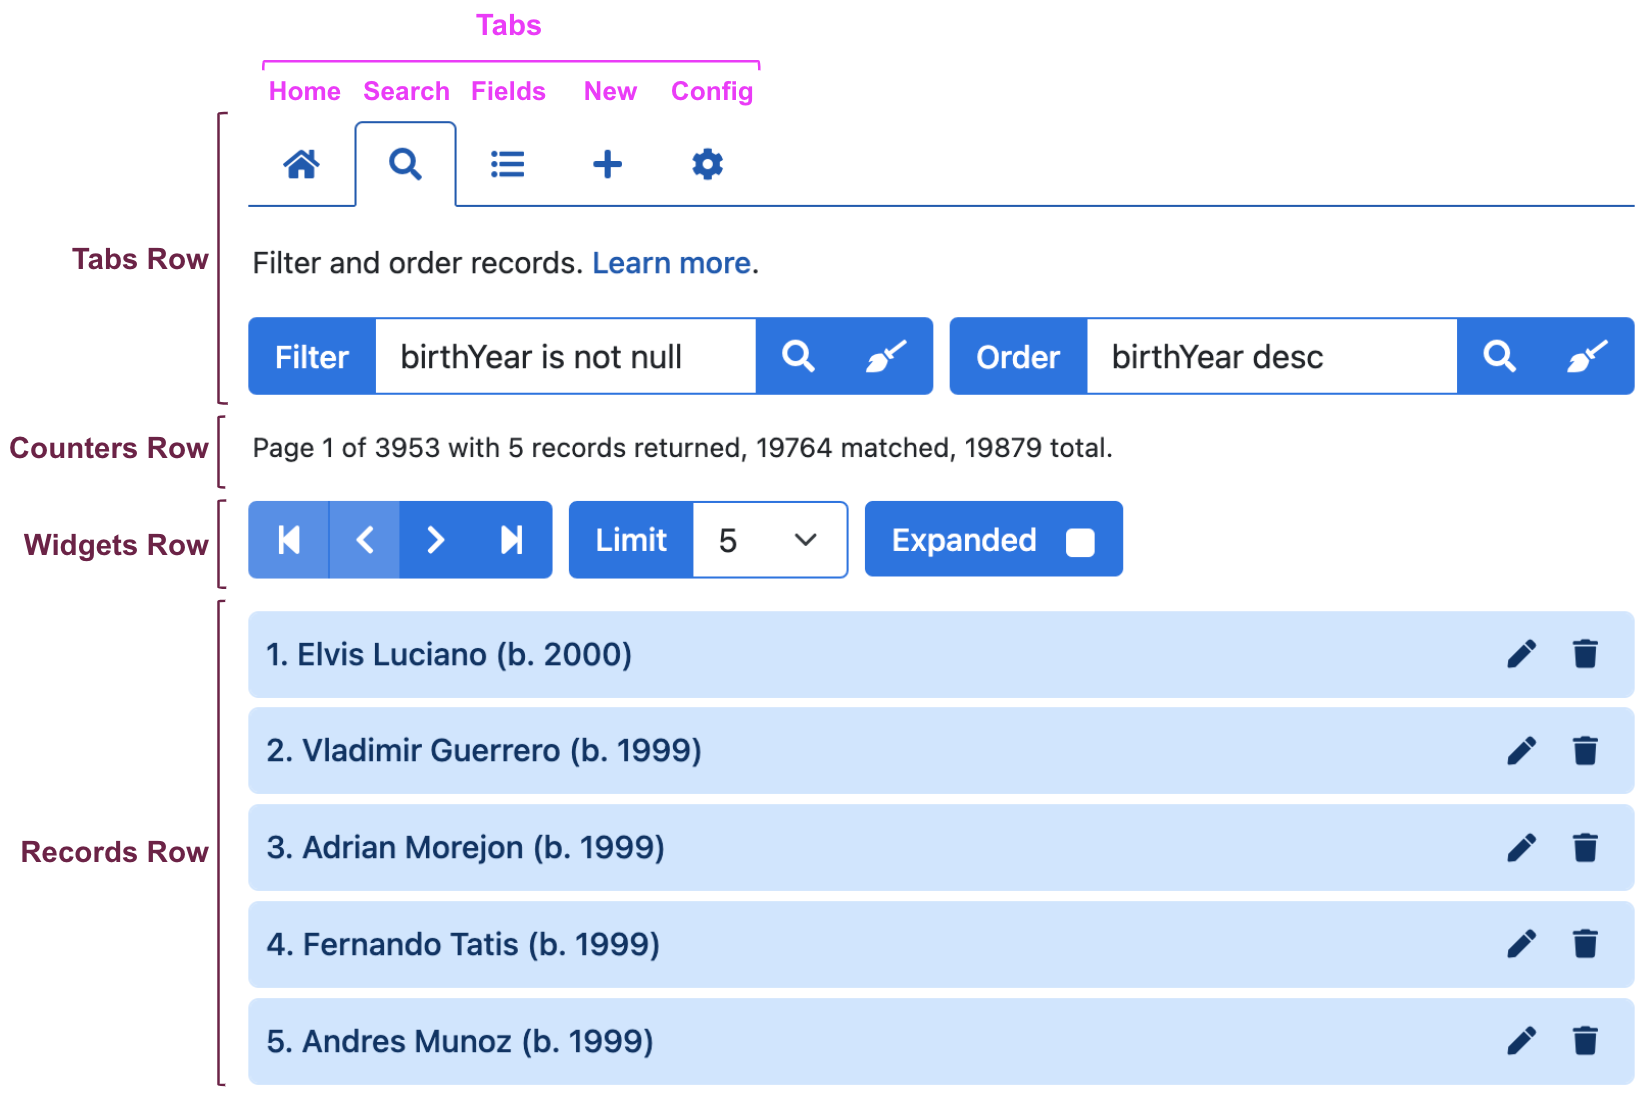 Tabs
Home Search Fields New Config
Tabs Row
Filter and order records. Learn more.
Filter birthYear is not null Order birthYear desc
Counters Row Page 1 of 3953 with 5 records returned, 19764 matched, 19879 total.
Widgets Row Limit 5 Expanded
Records Row
1. Elvis Luciano (b. 2000)
2. Vladimir Guerrero (b. 1999)
3. Adrian Morejon (b. 1999)
4. Fernando Tatis (b. 1999)
5. Andres Munoz (b. 1999)